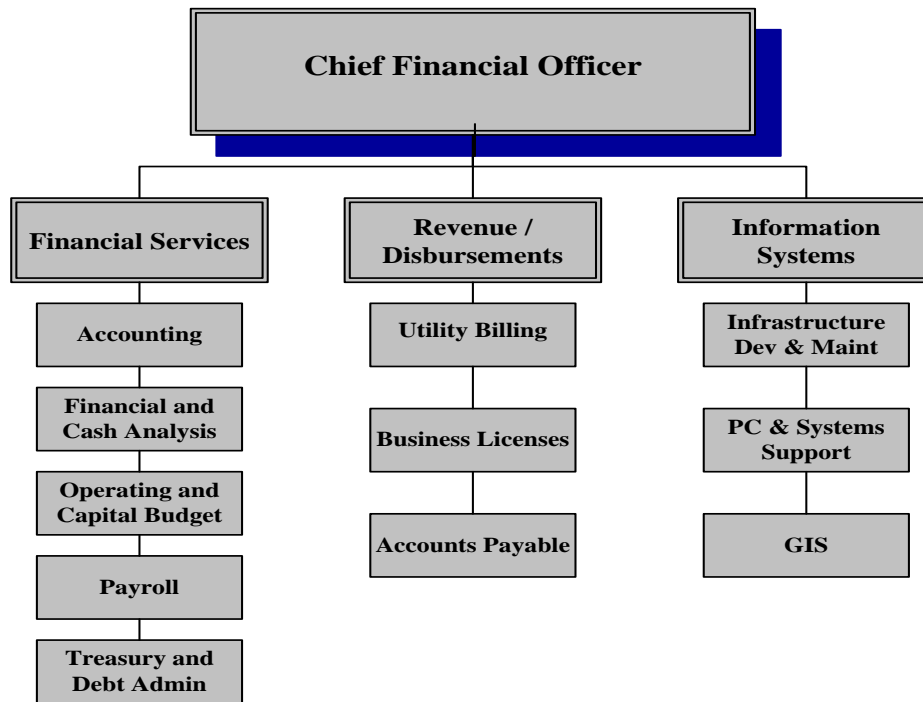 Chief Financial Officer
Financial Services
Revenue /
Disbursements
Information
Systems
Accounting
Financial and
Cash Analysis
Operating and
Capital Budget
Payroll
Treasury and
Debt Admin
Utility Billing
Business Licenses
Accounts Payable
Infrastructure
Dev & Maint
PC & Systems
Support
GIS